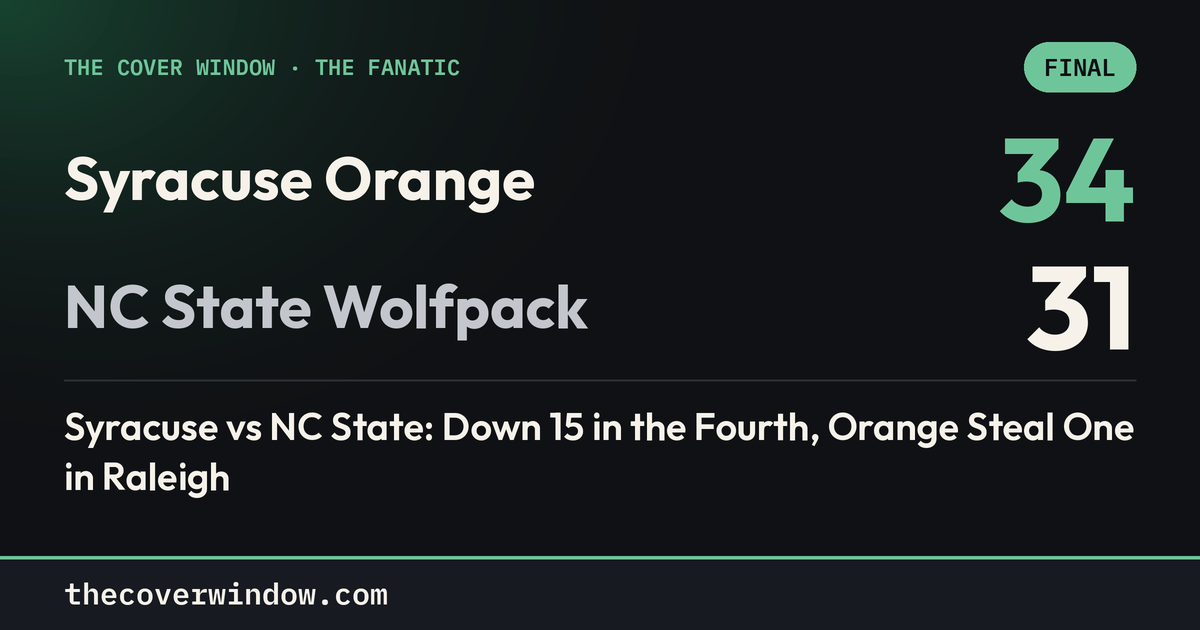 THE COVER WINDOW · THE FANATIC
FINAL
Syracuse Orange
34
NC State Wolfpack
31
Syracuse vs NC State: Down 15 in the Fourth, Orange Steal One
in Raleigh
thecoverwindow.com